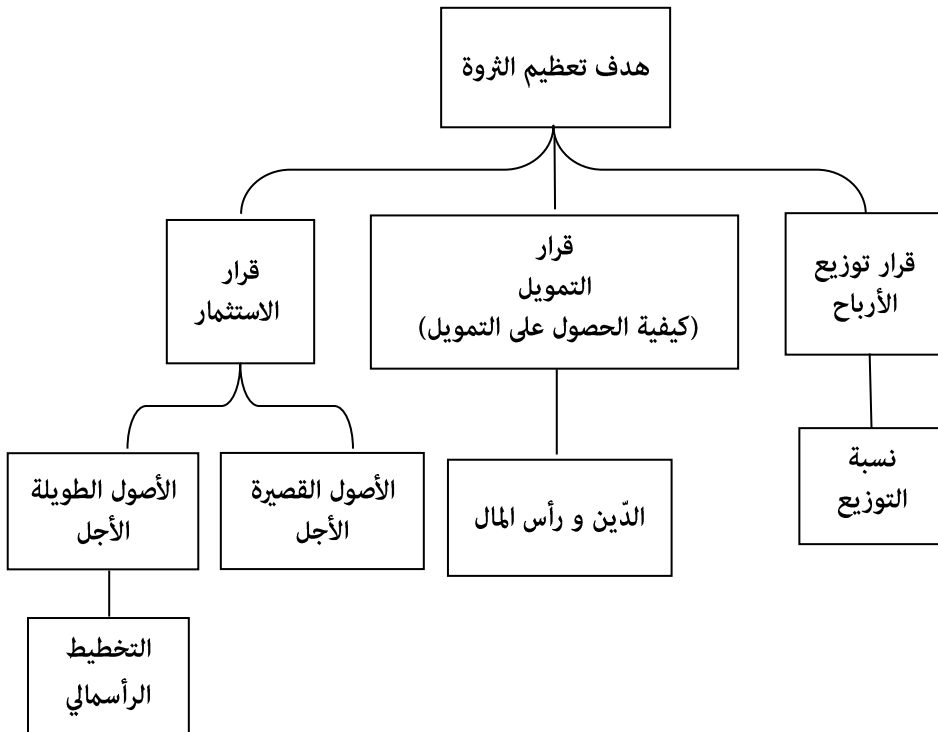 هدف تعظيم الثروة
قرار توزيع
الأرباح
قرار
التمويل
(كيفية الحصول على التمويل)
قرار
الاستثمار
نسبة
التوزيع
الدّين و رأس المال
الأصول القصيرة
الأجل
الأصول الطويلة
الأجل
التخطيط
الرأسمالي